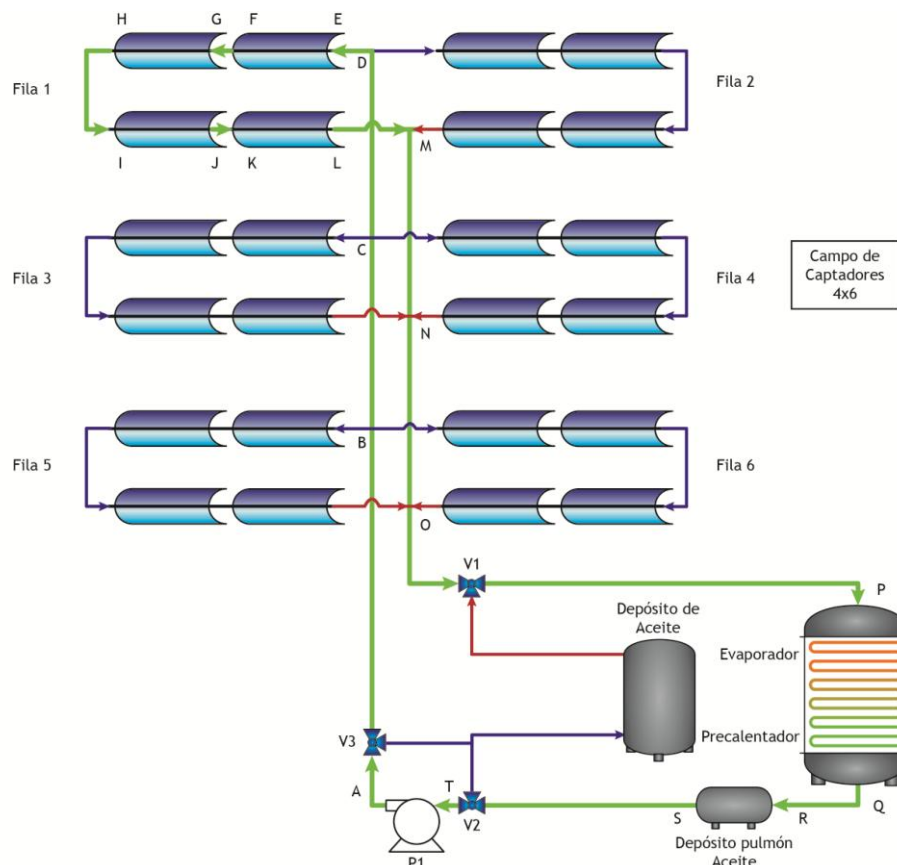 H G F E
D
Fila 1
Fila 2
M
I J K L
C
Fila 3
Fila 4
Campo de
Captadores
4x6
N
B
Fila 5
Fila 6
O
V1
P
Depósito de
Aceite
Evaporador
V3
Precalentador
A
T
S
R
Q
V2
Depósito pulmón
Aceite
P1